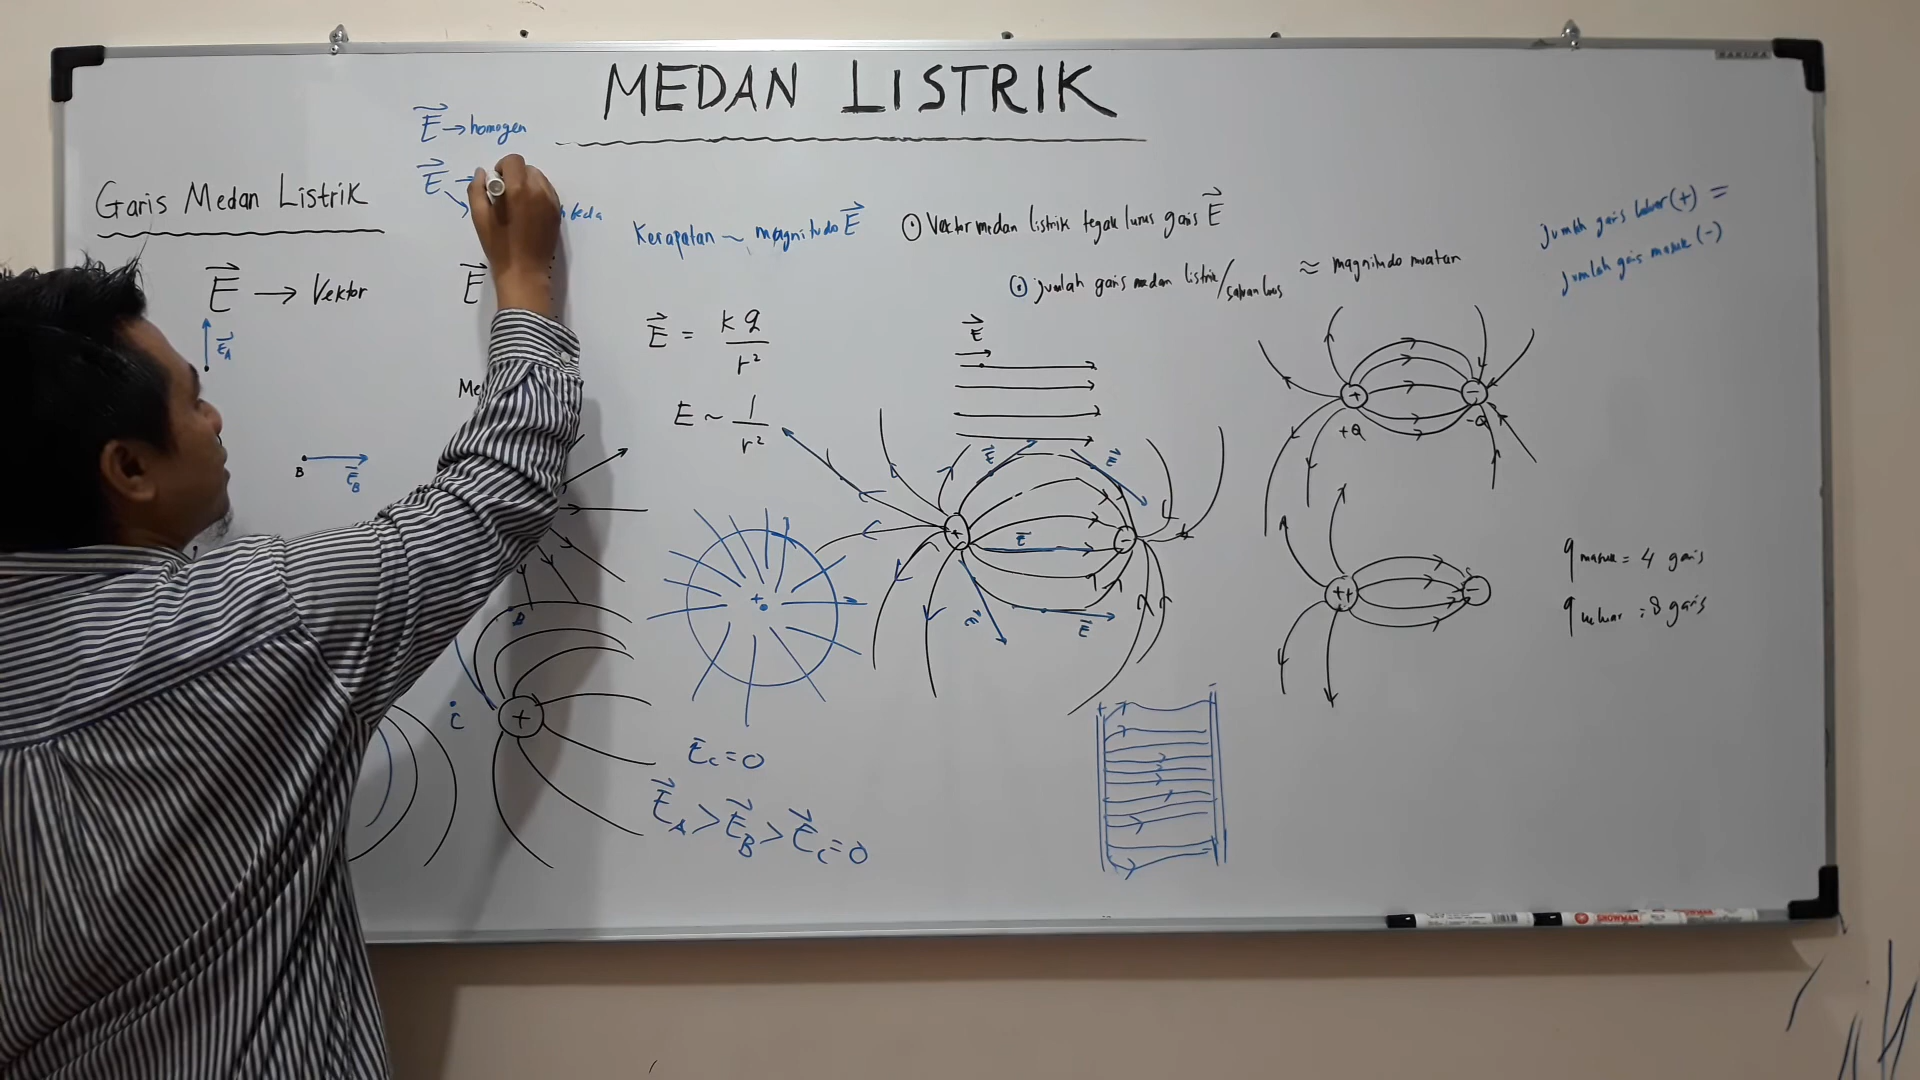 MEDAN LISTRIK
E → homogen
E →
beda
Garis Medan Listrik
E → Vektor
E
E_A
B
E_B
Kerapatan ~ magnitudo E
Vektor medan listrik tegak lurus garis E
jumlah garis medan listrik/satuan luas ≈ magnitudo muatan
jumlah garis keluar (+) =
jumlah garis masuk (-)
E = kq/r²
E ~ 1/r²
E
E
E
E
E
E
+
-
+
-
+Q
-Q
++
-
q masuk = 4 garis
q keluar = 8 garis
+
B
C
+
E_C = 0
E_A > E_B > E_C = 0
+
-
SNOWMAN